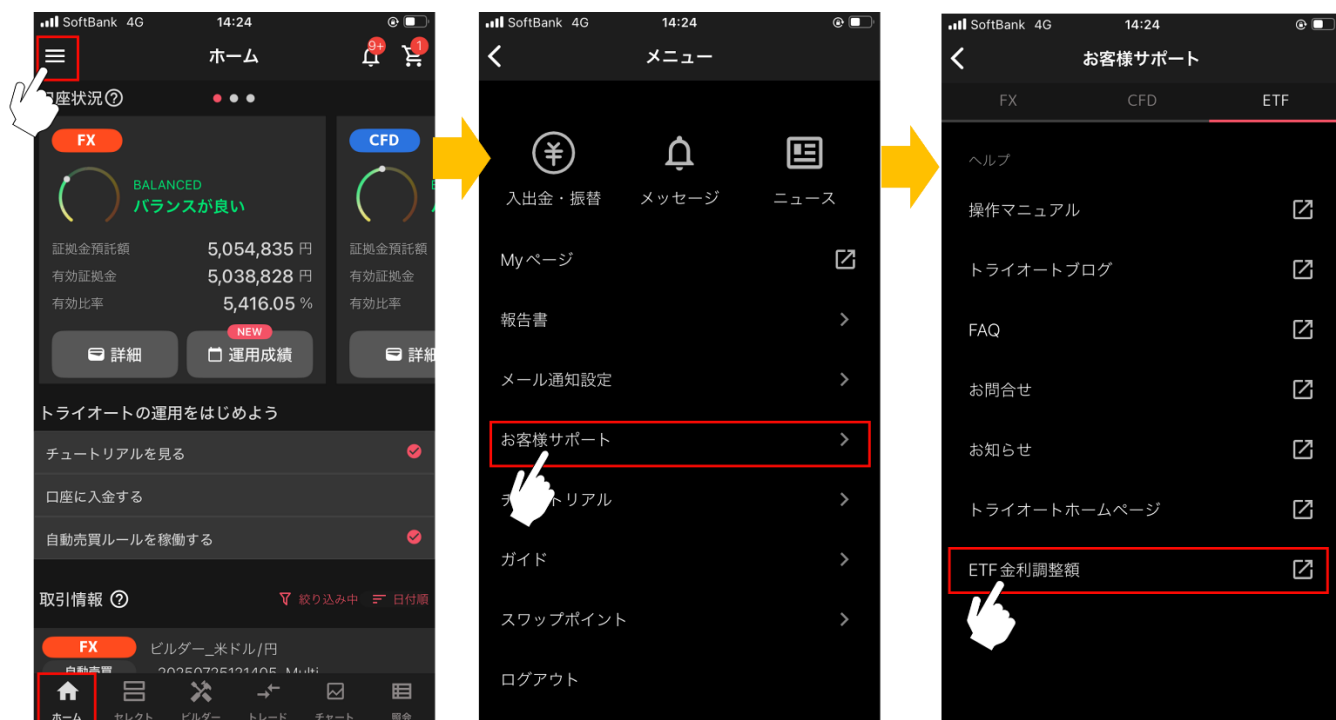 SoftBank 4G 14:24
ホーム
9+
1
座状況
FX
CFD
BALANCED
バランスが良い
証拠金預託額 5,054,835 円
証拠金預託額
有効証拠金 5,038,828 円
有効証拠金
有効比率 5,416.05 %
有効比率
NEW
詳細
運用成績
詳細
トライオートの運用をはじめよう
チュートリアルを見る
口座に入金する
自動売買ルールを稼働する
取引情報
絞り込み中
日付順
FX ビルダー_米ドル/円
自動売買 20250725121405_Multi
ホーム セレクト ビルダー トレード チャート 照会
SoftBank 4G 14:24
メニュー
入出金・振替 メッセージ ニュース
Myページ
報告書
メール通知設定
お客様サポート
トリアル
ガイド
スワップポイント
ログアウト
SoftBank 4G 14:24
お客様サポート
FX CFD ETF
ヘルプ
操作マニュアル
トライオートブログ
FAQ
お問合せ
お知らせ
トライオートホームページ
ETF金利調整額